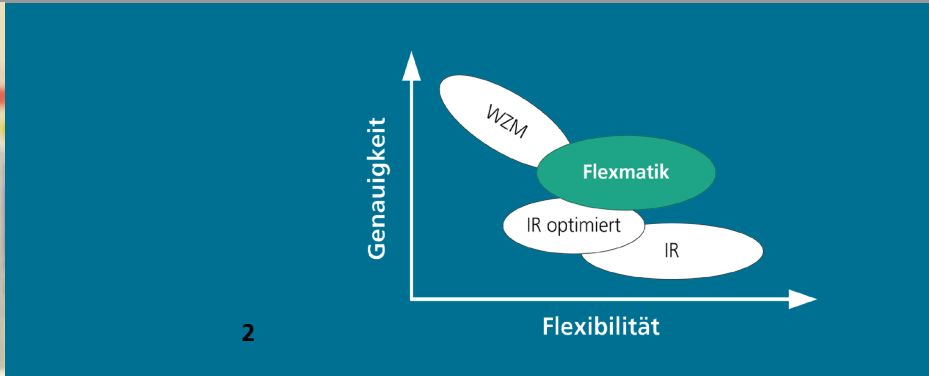 Genauigkeit
WZM
Flexmatik
IR optimiert
IR
Flexibilität
2